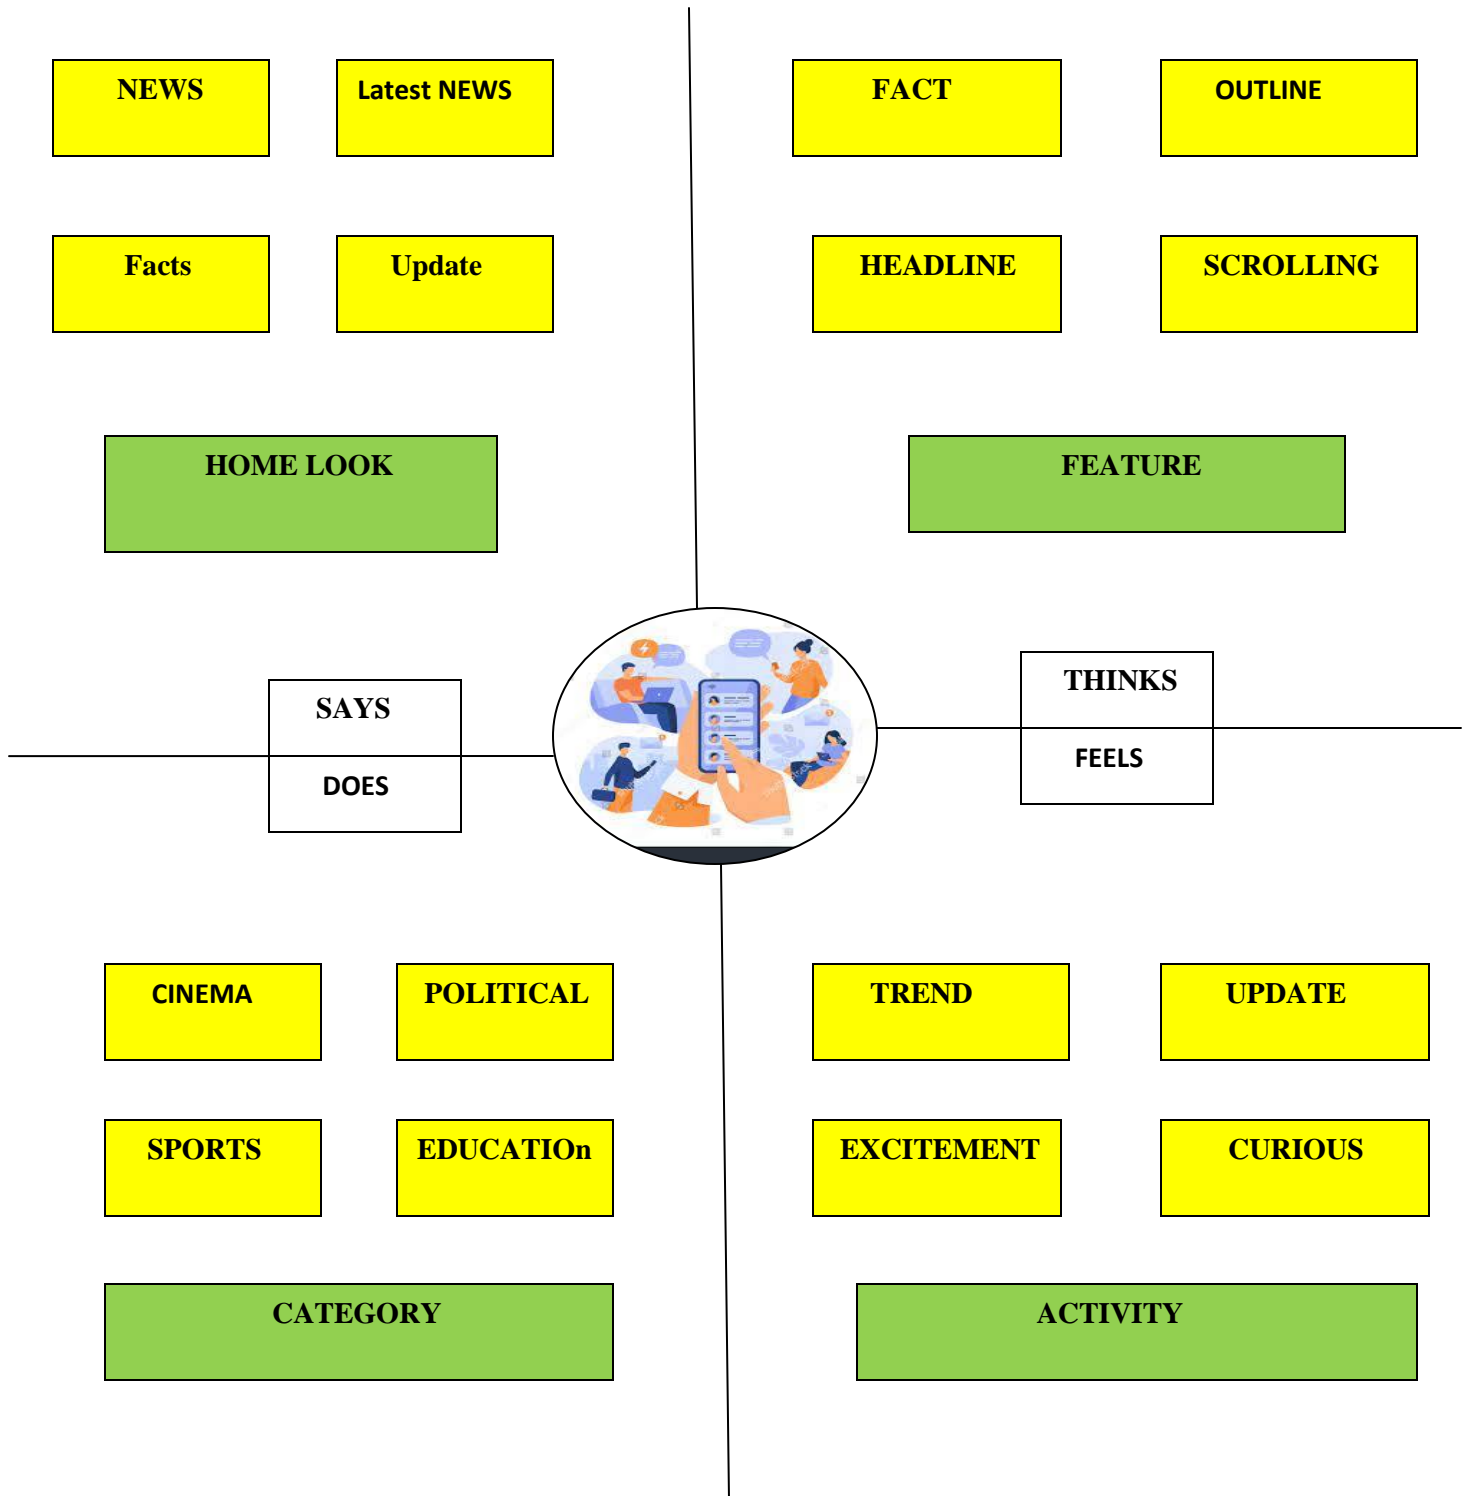 NEWS
Latest NEWS
FACT
OUTLINE
Facts
Update
HEADLINE
SCROLLING
HOME LOOK
FEATURE
SAYS
THINKS
DOES
FEELS
CINEMA
POLITICAL
TREND
UPDATE
SPORTS
EDUCATIOn
EXCITEMENT
CURIOUS
CATEGORY
ACTIVITY